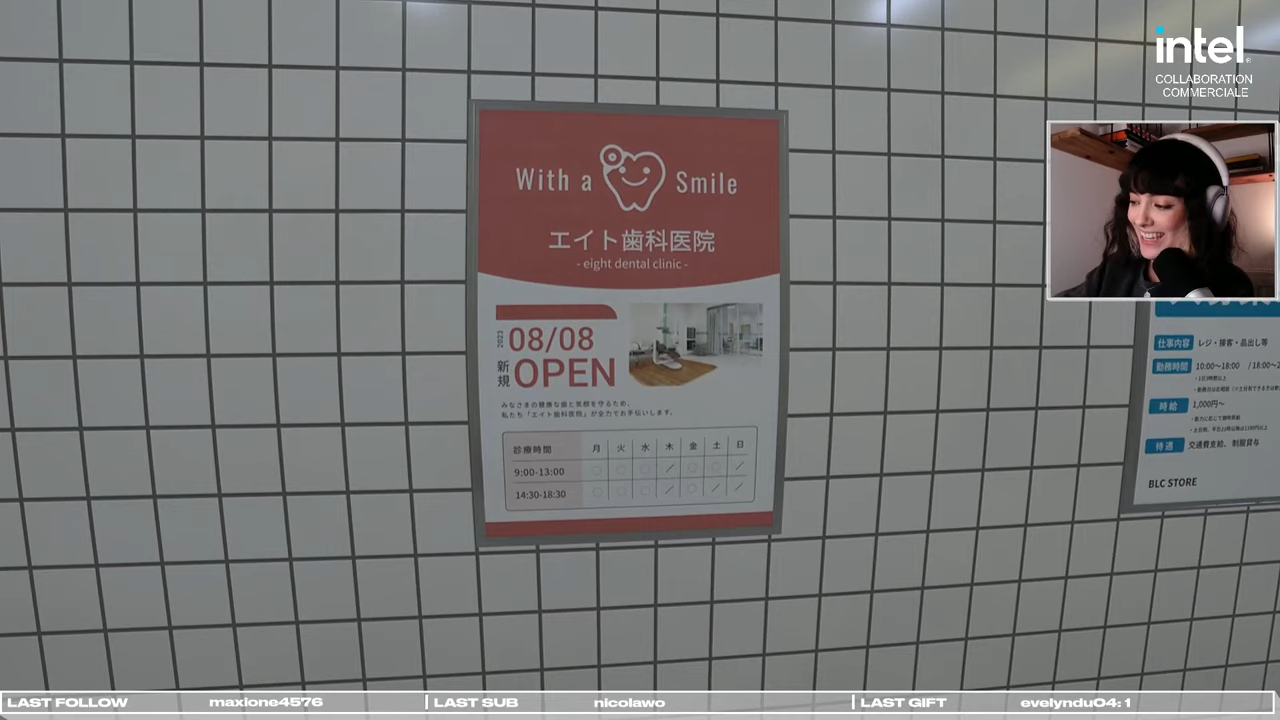 intel
COLLABORATION
COMMERCIALE
With a Smile
エイト歯科医院
- eight dental clinic -
2023
08/08
新規
OPEN
みなさまの健康な歯と笑顔を守るため、
私たち「エイト歯科医院」が全力でお手伝いします。
診療時間 月 火 水 木 金 土 日
9:00-13:00 ○ ○ ○ / ○ ○ /
14:30-18:30 ○ ○ ○ / ○ / /
仕事内容 レジ・接客・品出し等
勤務時間 10:00～18:00 / 18:00～2
時給 1,000円～
待遇 交通費支給、制服貸与
BLC STORE
LAST FOLLOW maxione4576
LAST SUB nicolawo
LAST GIFT evelyndu04: 1